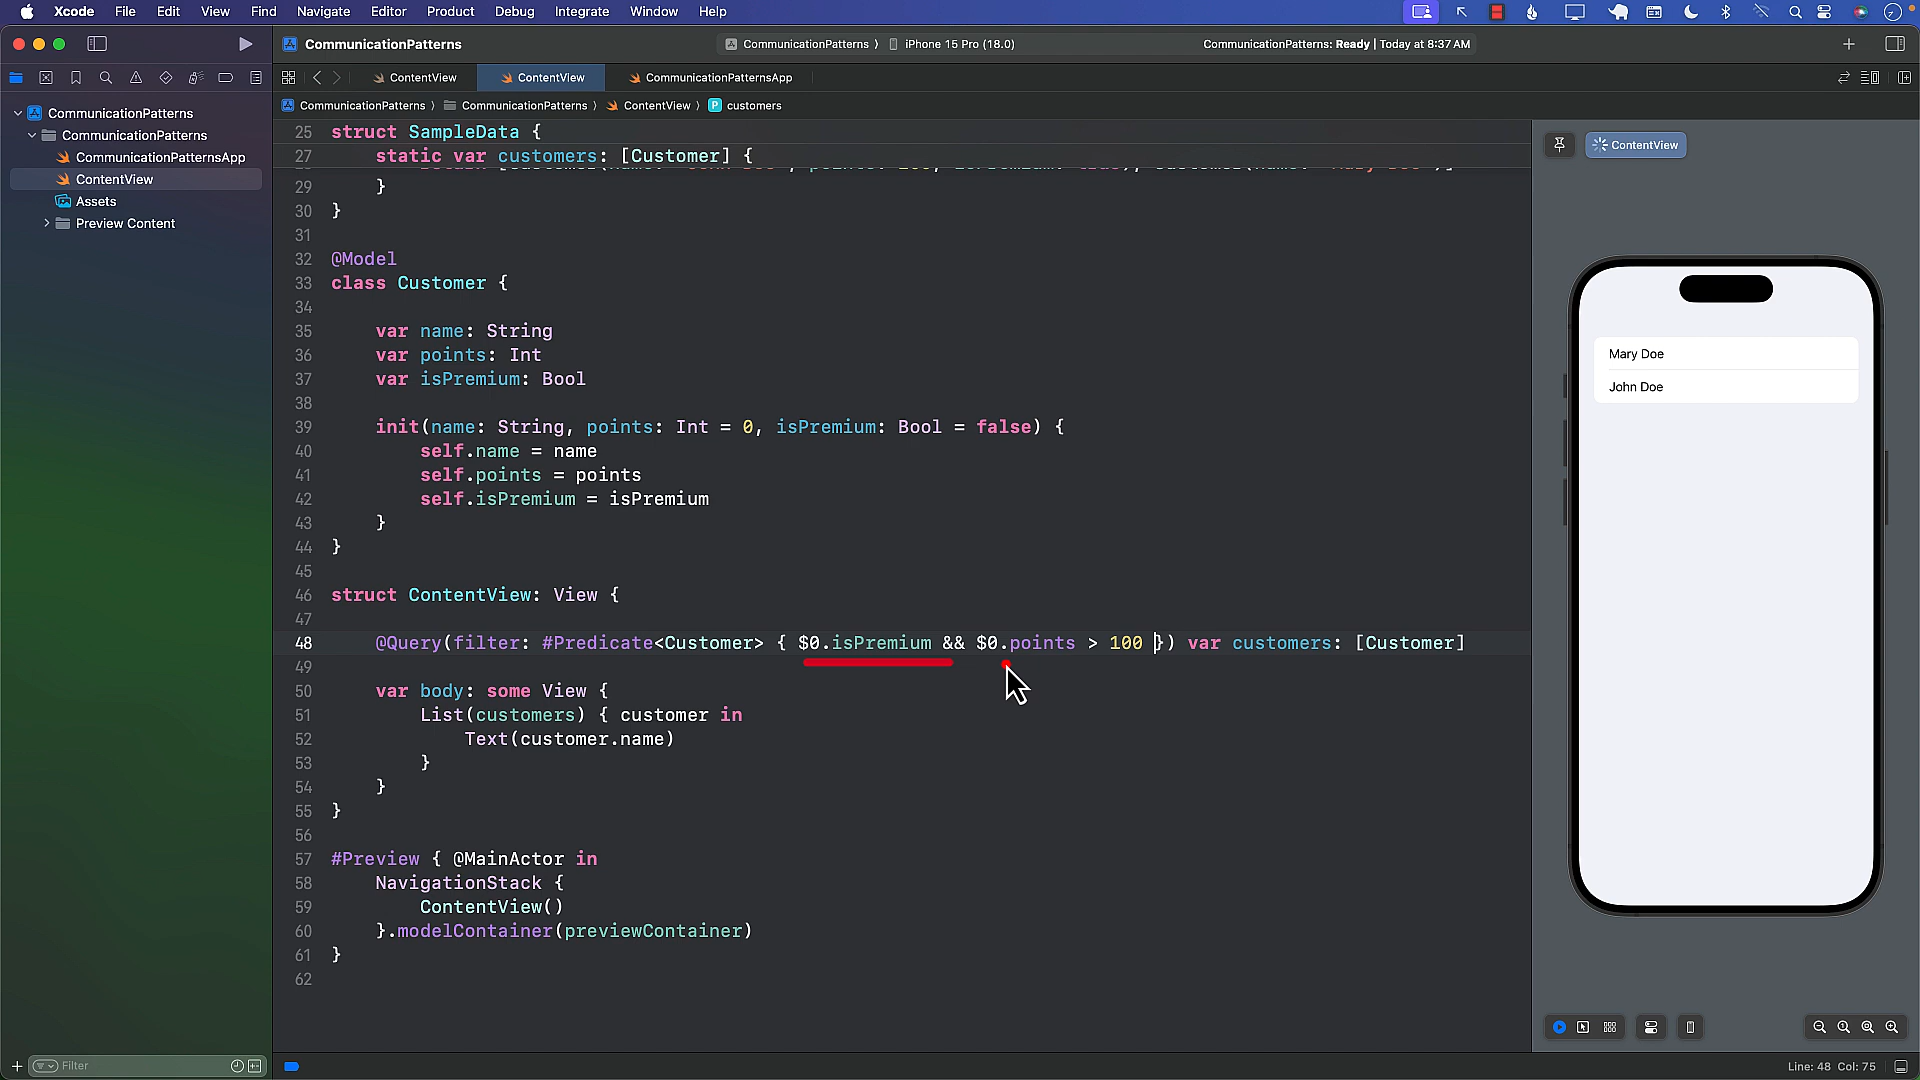 Xcode File Edit View Find Navigate Editor Product Debug Integrate Window Help
CommunicationPatterns
CommunicationPatterns 〉 iPhone 15 Pro (18.0)
CommunicationPatterns: Ready | Today at 8:37 AM
ContentView ContentView CommunicationPatternsApp
CommunicationPatterns 〉 CommunicationPatterns 〉 ContentView 〉 P customers
CommunicationPatterns
CommunicationPatterns
CommunicationPatternsApp
ContentView
Assets
Preview Content
25 struct SampleData {
27 static var customers: [Customer] {
29 }
30 }
31
32 @Model
33 class Customer {
34
35 var name: String
36 var points: Int
37 var isPremium: Bool
38
39 init(name: String, points: Int = 0, isPremium: Bool = false) {
40 self.name = name
41 self.points = points
42 self.isPremium = isPremium
43 }
44 }
45
46 struct ContentView: View {
47
48 @Query(filter: #Predicate<Customer> { $0.isPremium && $0.points > 100 }) var customers: [Customer]
49
50 var body: some View {
51 List(customers) { customer in
52 Text(customer.name)
53 }
54 }
55 }
56
57 #Preview { @MainActor in
58 NavigationStack {
59 ContentView()
60 }.modelContainer(previewContainer)
61 }
62
ContentView
Mary Doe
John Doe
Filter
Line: 48 Col: 75